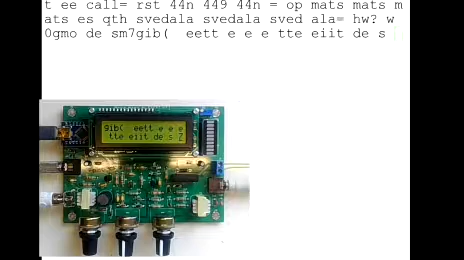 t ee call= rst 44n 449 44n = op mats mats m
ats es qth svedala svedala sved ala= hw? w
0gmo de sm7gib(  eett e e e tte eiit de s
gib(  eett e e e
tte eiit de s 7